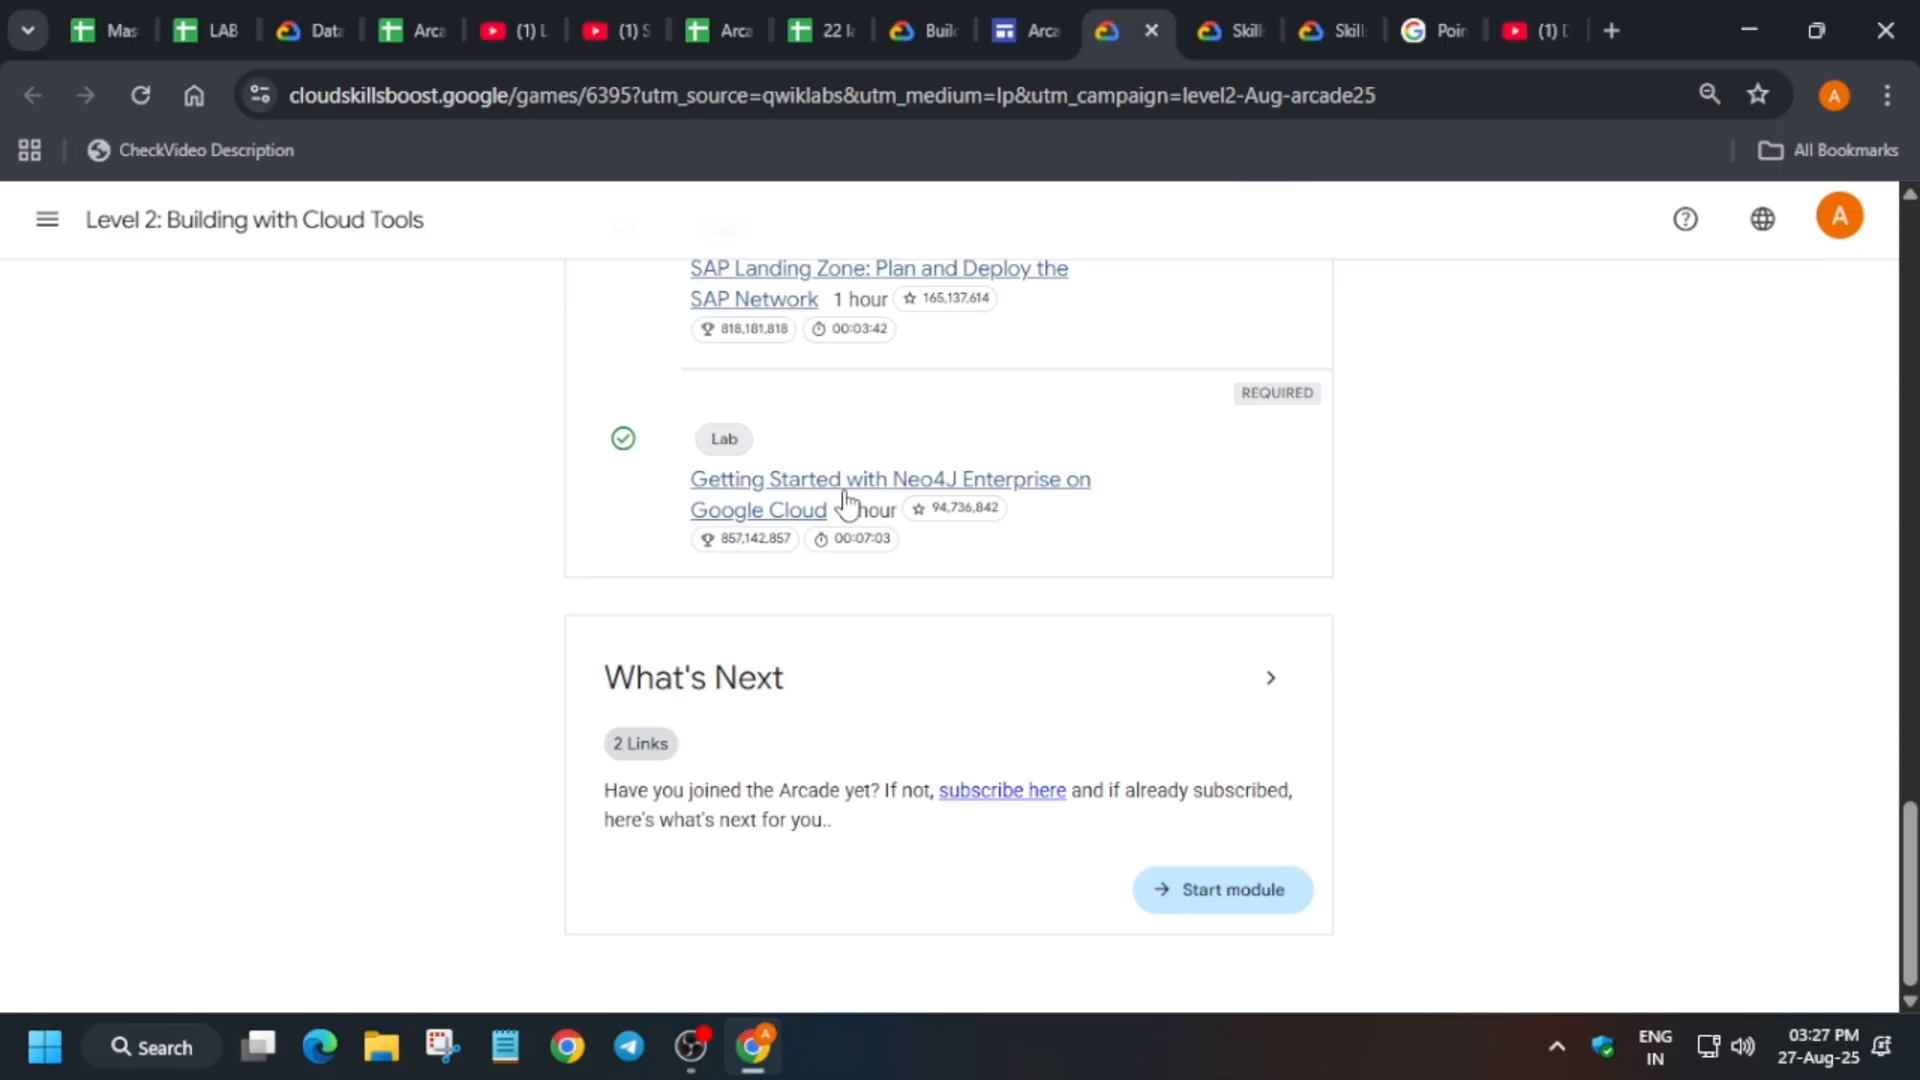 Mas
LAB
Data
Arca
(1) L
(1) S
Arca
22 la
Buil
Arca
Skill
Skill
Poin
(1)
cloudskillsboost.google/games/6395?utm_source=qwiklabs&utm_medium=lp&utm_campaign=level2-Aug-arcade25
A
CheckVideo Description
All Bookmarks
Level 2: Building with Cloud Tools
A
SAP Landing Zone: Plan and Deploy the
SAP Network 1 hour 165,137,614
818,181,818 00:03:42
REQUIRED
Lab
Getting Started with Neo4J Enterprise on
Google Cloud hour 94,736,842
857,142,857 00:07:03
What's Next
2 Links
Have you joined the Arcade yet? If not, subscribe here and if already subscribed,
here's what's next for you..
Start module
Search
A
ENG
IN
03:27 PM
27-Aug-25